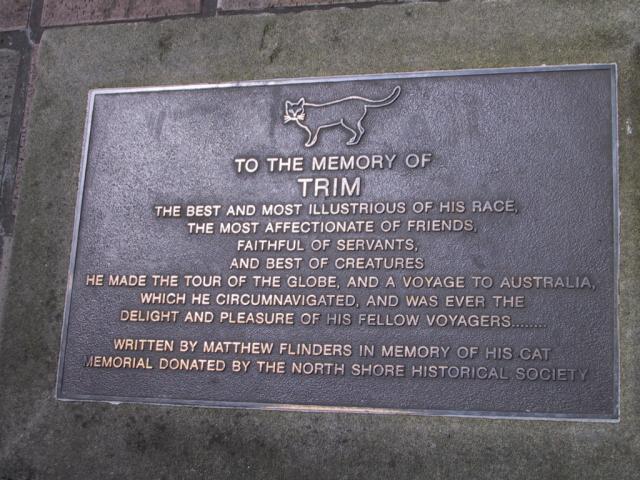 TO THE MEMORY OF
TRIM
THE BEST AND MOST ILLUSTRIOUS OF HIS RACE,
THE MOST AFFECTIONATE OF FRIENDS,
FAITHFUL OF SERVANTS,
AND BEST OF CREATURES
HE MADE THE TOUR OF THE GLOBE, AND A VOYAGE TO AUSTRALIA,
WHICH HE CIRCUMNAVIGATED, AND WAS EVER THE
DELIGHT AND PLEASURE OF HIS FELLOW VOYAGERS........
WRITTEN BY MATTHEW FLINDERS IN MEMORY OF HIS CAT
MEMORIAL DONATED BY THE NORTH SHORE HISTORICAL SOCIETY